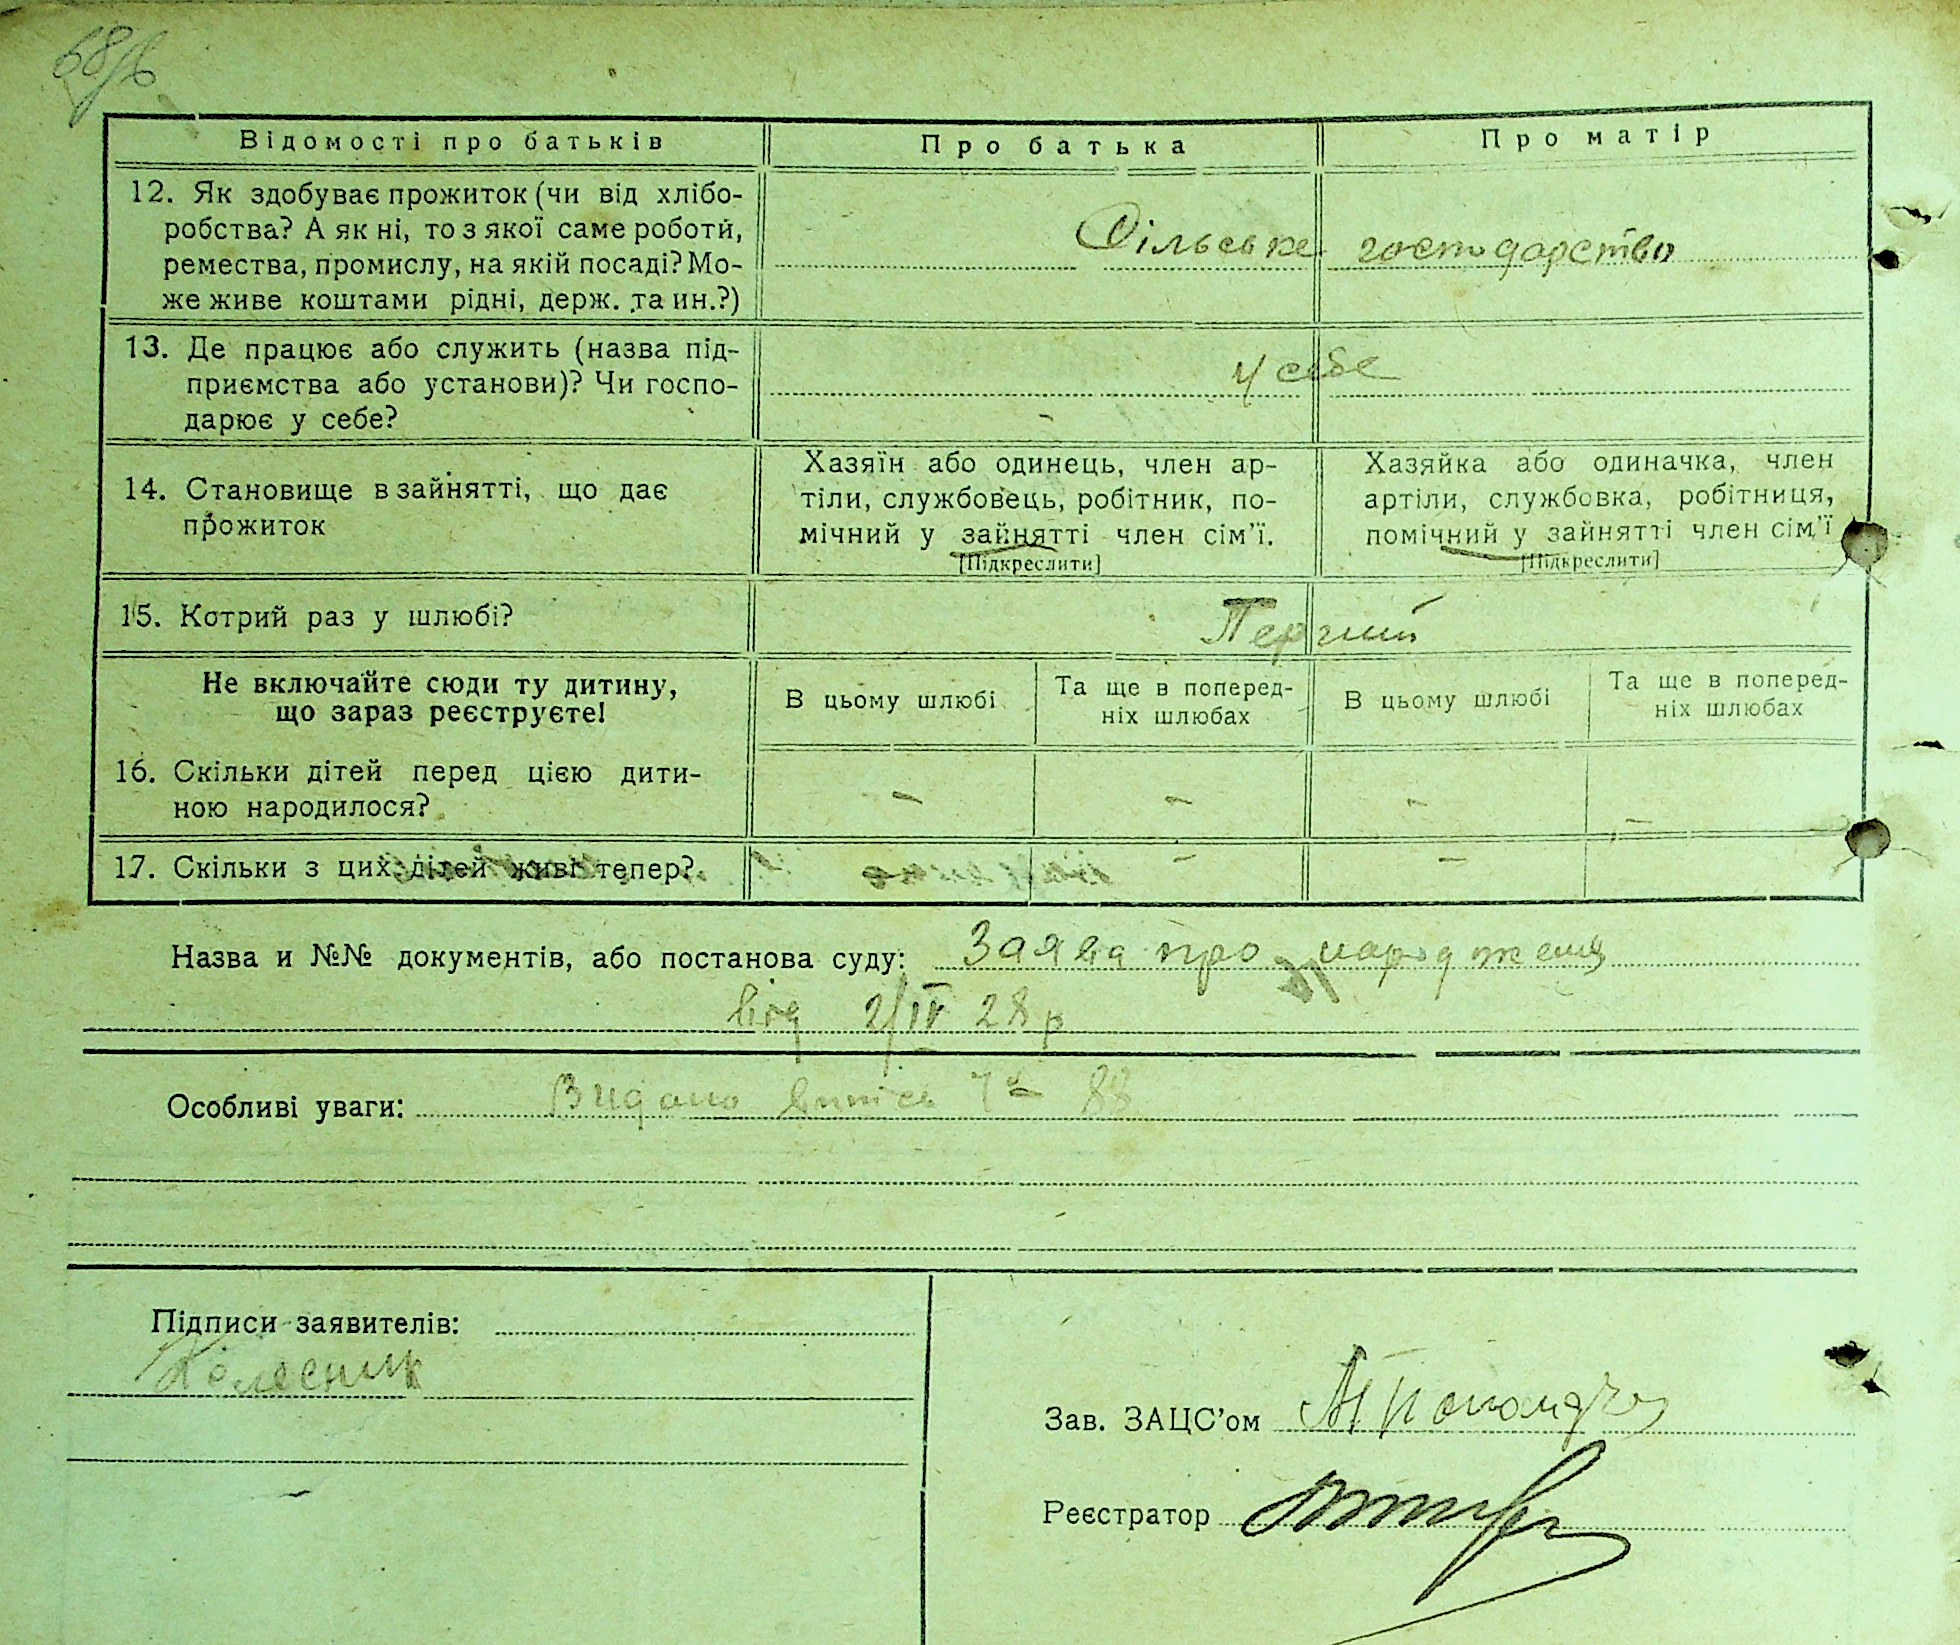 Відомості про батьків
Про батька
Про матір
12. Як здобуває прожиток (чи від хлібо-
робства? А як ні, то з якої саме роботи,
ремества, промислу, на якій посаді? Мо-
же живе коштами рідні, держ. та ин.?)
Сільське господарство
13. Де працює або служить (назва під-
приємства або установи)? Чи госпо-
дарює у себе?
у себе
14. Становище в зайнятті, що дає
прожиток
Хазяїн або одинець, член ар-
тіли, службовець, робітник, по-
мічний у зайнятті член сім'ї.
[Підкреслити]
Хазяйка або одиначка, член
артіли, службовка, робітниця,
помічний у зайнятті член сім'ї
[Підкреслити]
15. Котрий раз у шлюбі?
Перший
Не включайте сюди ту дитину,
що зараз реєструєте!
В цьому шлюбі
Та ще в поперед-
ніх шлюбах
В цьому шлюбі
Та ще в поперед-
ніх шлюбах
16. Скільки дітей перед цією дити-
ною народилося?
– – – –
17. Скільки з цих дітей живі тепер?
– –
Назва и №№ документів, або постанова суду: Заява про народження
від 2/IV 28 р
Особливі уваги: Видано випись 88
Підписи заявителів:
Колесник
Зав. ЗАЦС'ом
Реєстратор